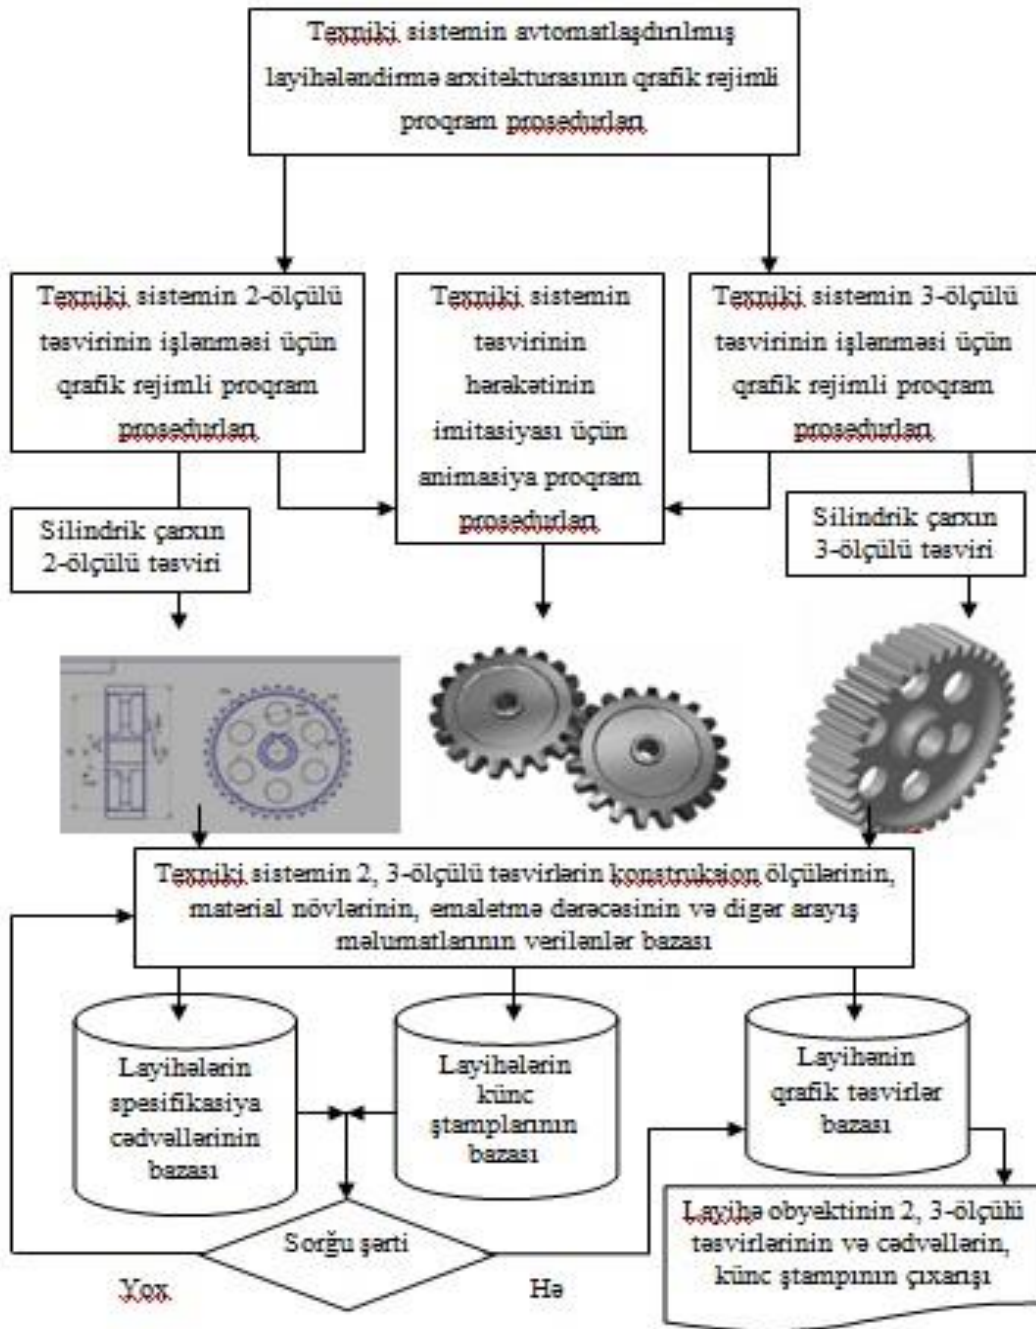 Texniki sistemin avtomatlaşdırılmış
layihələndirmə arxitekturasının qrafik rejimli
proqram prosedurları
Texniki sistemin 2-ölçülü
təsvirinin işlənməsi üçün
qrafik rejimli proqram
prosedurları
Texniki sistemin
təsvirinin
hərəkətinin
imitasiyası üçün
animasiya proqram
prosedurları
Texniki sistemin 3-ölçülü
təsvirinin işlənməsi üçün
qrafik rejimli proqram
prosedurları
Silindrik çarxın
2-ölçülü təsviri
Silindrik çarxın
3-ölçülü təsviri
Texniki sistemin 2, 3-ölçülü təsvirlərin konstruksion ölçülərinin,
material növlərinin, emaletmə dərəcəsinin və digər arayış
məlumatlarının verilənlər bazası
Layihələrin
spesifikasiya
cədvəllərinin
bazası
Layihələrin
künc
ştamplarının
bazası
Layihənin
qrafik təsvirlər
bazası
Sorğu şərti
Yox
Hə
Layihə obyektinin 2, 3-ölçülü
təsvirlərinin və cədvəllərin,
künc ştampının çıxarışı